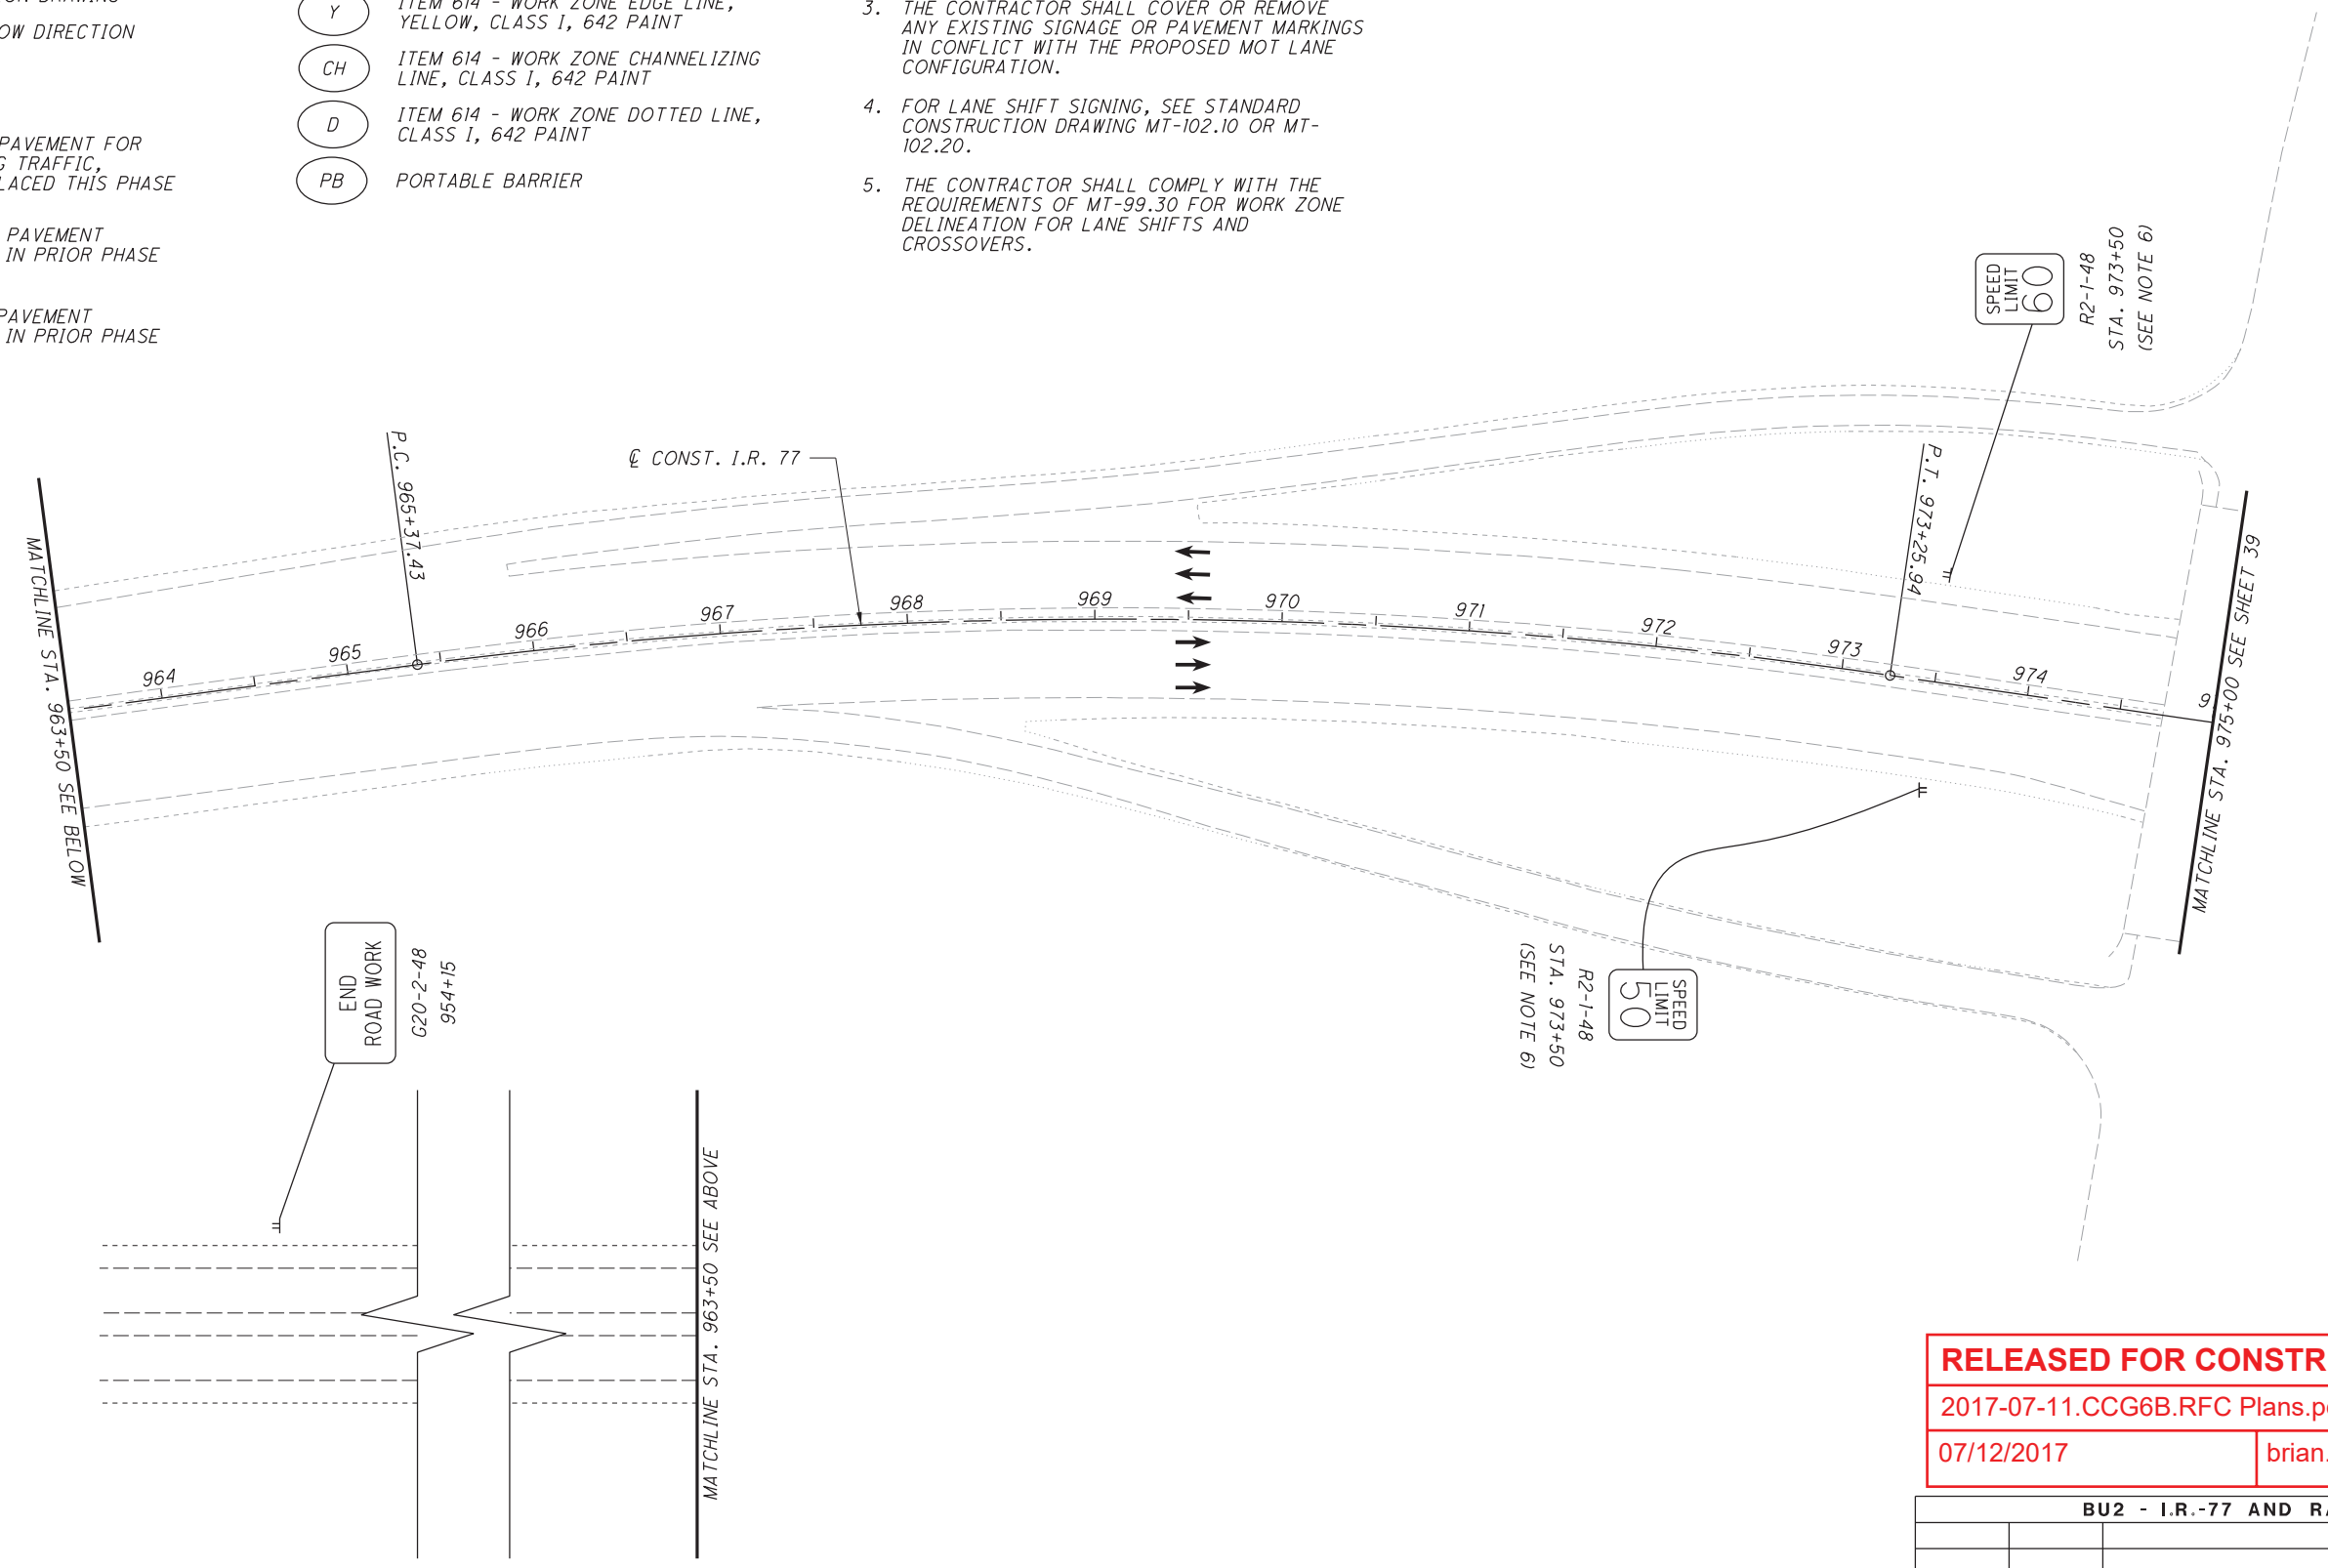 DRAWING
OW DIRECTION
PAVEMENT FOR
G TRAFFIC,
LACED THIS PHASE
PAVEMENT
IN PRIOR PHASE
PAVEMENT
IN PRIOR PHASE
Y
ITEM 614 - WORK ZONE EDGE LINE,
YELLOW, CLASS I, 642 PAINT
CH
ITEM 614 - WORK ZONE CHANNELIZING
LINE, CLASS I, 642 PAINT
D
ITEM 614 - WORK ZONE DOTTED LINE,
CLASS I, 642 PAINT
PB
PORTABLE BARRIER
3. THE CONTRACTOR SHALL COVER OR REMOVE
ANY EXISTING SIGNAGE OR PAVEMENT MARKINGS
IN CONFLICT WITH THE PROPOSED MOT LANE
CONFIGURATION.
4. FOR LANE SHIFT SIGNING, SEE STANDARD
CONSTRUCTION DRAWING MT-102.10 OR MT-
102.20.
5. THE CONTRACTOR SHALL COMPLY WITH THE
REQUIREMENTS OF MT-99.30 FOR WORK ZONE
DELINEATION FOR LANE SHIFTS AND
CROSSOVERS.
SPEED
LIMIT
60
R2-1-48
STA. 973+50
(SEE NOTE 6)
P.C. 965+37.43
℄ CONST. I.R. 77
P.T. 973+25.94
MATCHLINE STA. 963+50 SEE BELOW
964
965
966
967
968
969
970
971
972
973
974
9
MATCHLINE STA. 975+00 SEE SHEET 39
END
ROAD WORK
G20-2-48
954+15
SPEED
LIMIT
50
R2-1-48
STA. 973+50
(SEE NOTE 6)
MATCHLINE STA. 963+50 SEE ABOVE
RELEASED FOR CONSTR
2017-07-11.CCG6B.RFC Plans.p
07/12/2017
brian.
BU2 - I.R.-77 AND RA